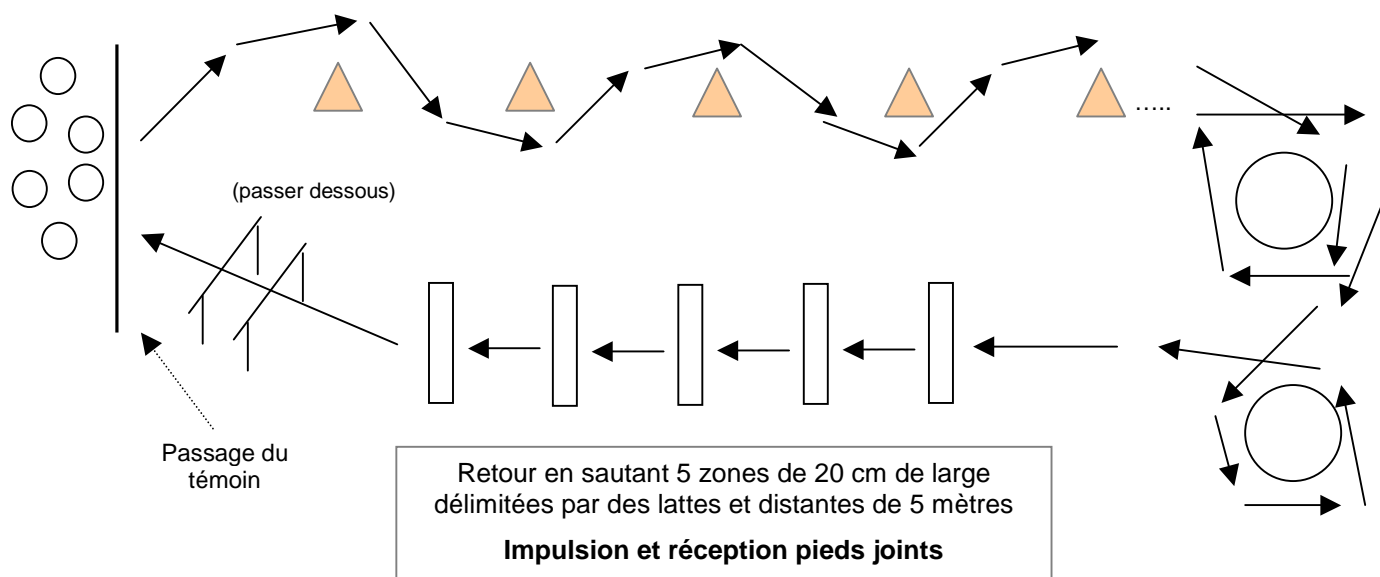 …..
(passer dessous)
Passage du
témoin
Retour en sautant 5 zones de 20 cm de large
délimitées par des lattes et distantes de 5 mètres
Impulsion et réception pieds joints